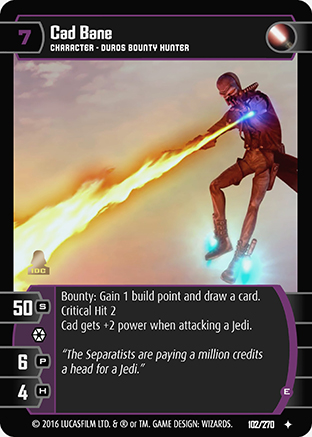 7
Cad Bane
CHARACTER - DUROS BOUNTY HUNTER
100
50 S
6 P
4 H
Bounty: Gain 1 build point and draw a card.
Critical Hit 2
Cad gets +2 power when attacking a Jedi.
"The Separatists are paying a million credits
a head for a Jedi."
E
© 2016 LUCASFILM LTD. & ® or TM. GAME DESIGN: WIZARDS.
102/270